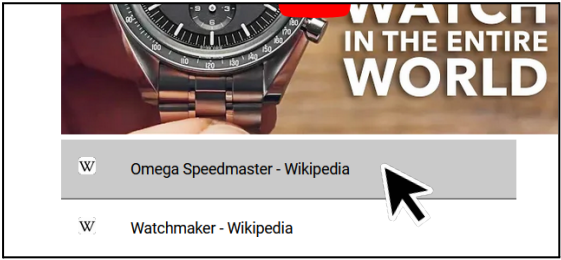 WATCH
IN THE ENTIRE
WORLD
W Omega Speedmaster - Wikipedia
W Watchmaker - Wikipedia